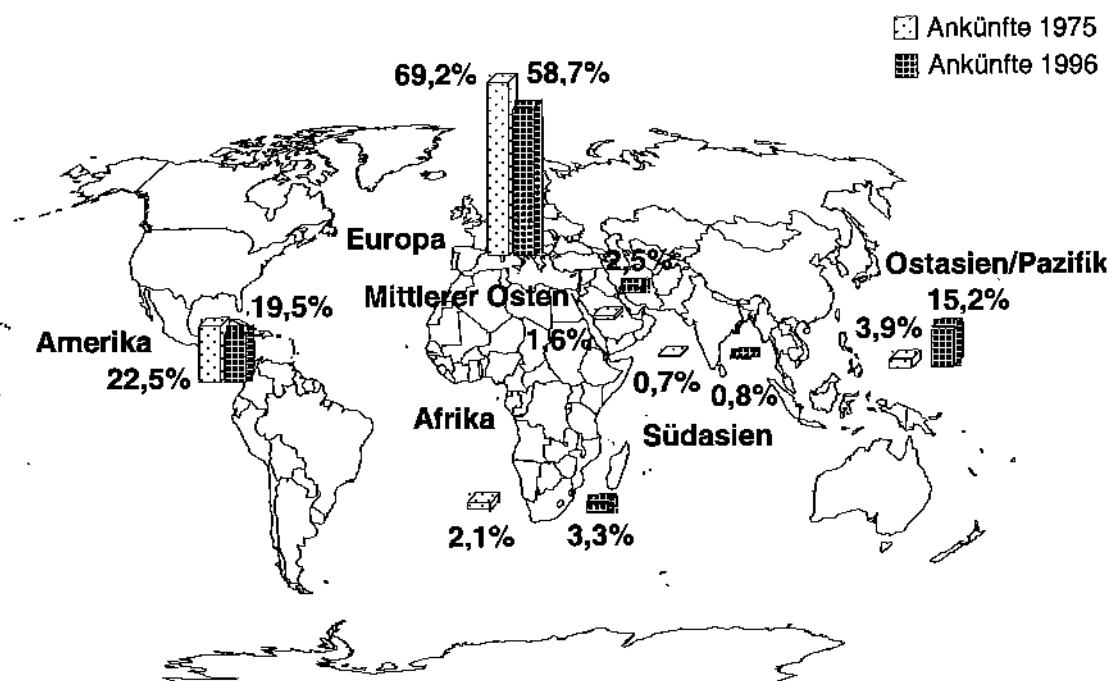 Ankünfte 1975
Ankünfte 1996
69,2%
58,7%
Europa
2,5%
Ostasien/Pazifik
Mittlerer Osten
15,2%
19,5%
3,9%
1,6%
Amerika
22,5%
0,7%
0,8%
Afrika
Südasien
2,1%
3,3%